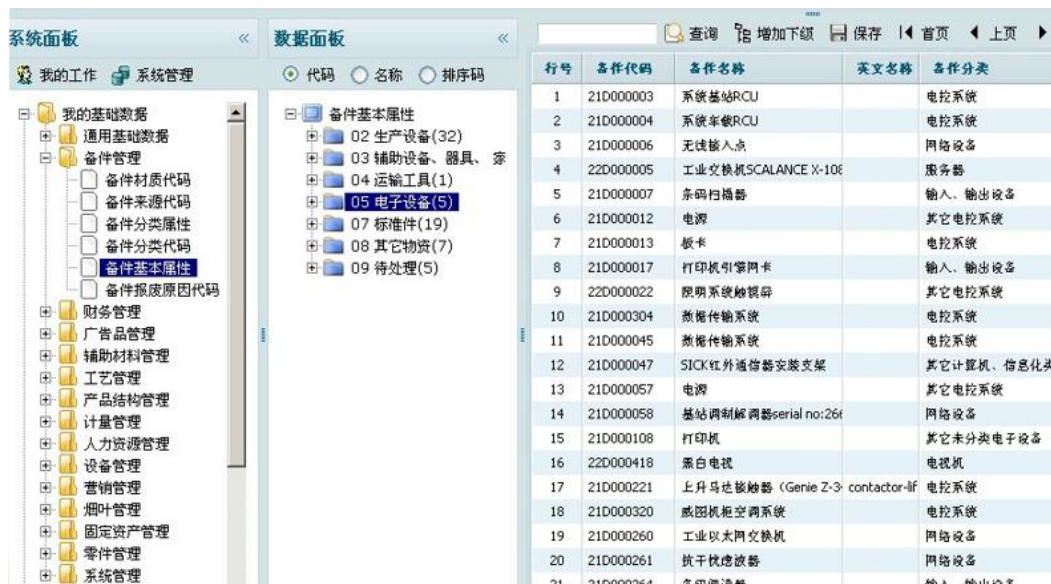 系统面板
我的工作 系统管理
我的基础数据
通用基础数据
备件管理
备件材质代码
备件来源代码
备件分类属性
备件分类代码
备件基本属性
备件报废原因代码
财务管理
广告品管理
辅助材料管理
工艺管理
产品结构管理
计量管理
人力资源管理
设备管理
营销管理
烟叶管理
固定资产管理
零件管理
系统管理
数据面板
代码 名称 排序码
备件基本属性
02 生产设备(32)
03 辅助设备、器具、家
04 运输工具(1)
05 电子设备(5)
07 标准件(19)
08 其它物资(7)
09 待处理(5)
查询 增加下级 保存 首页 上页
行号 备件代码 备件名称 英文名称 备件分类
1 21D000003 系统基站RCU 电控系统
2 21D000004 系统车载RCU 电控系统
3 21D000006 无线接入点 网络设备
4 22D000005 工业交换机SCALANCE X-108 服务器
5 21D000007 条码扫描器 输入、输出设备
6 21D000012 电源 其它电控系统
7 21D000013 板卡 电控系统
8 21D000017 打印机引擎网卡 输入、输出设备
9 22D000022 照明系统触摸屏 其它电控系统
10 21D000304 数据传输系统 电控系统
11 21D000045 数据传输系统 电控系统
12 21D000047 SICK红外通信器安装支架 其它计算机、信息化类
13 21D000057 电源 其它电控系统
14 21D000058 基站调制解调器serial no:266 网络设备
15 21D000108 打印机 其它未分类电子设备
16 22D000418 黑白电视 电视机
17 21D000221 上升马达接触器（Genie Z-3 contactor-lif 电控系统
18 21D000320 威图机柜空调系统 电控系统
19 21D000260 工业以太网交换机 网络设备
20 21D000261 抗干扰虑波器 网络设备
21 21D000264